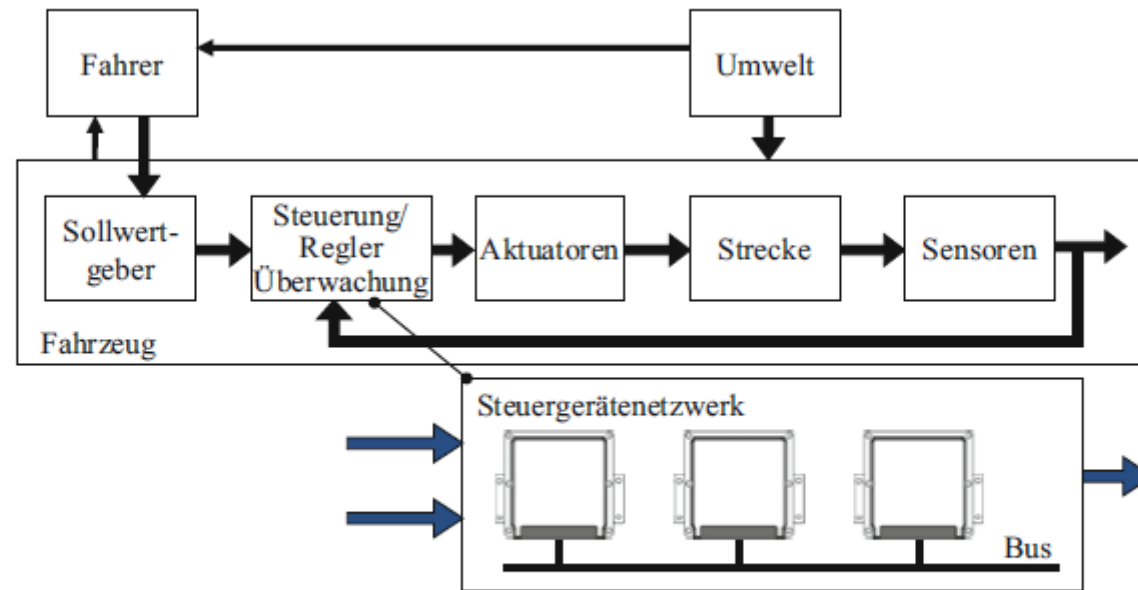 Fahrer
Umwelt
Sollwert-
geber
Steuerung/
Regler
Überwachung
Aktuatoren
Strecke
Sensoren
Fahrzeug
Steuergerätenetzwerk
Bus